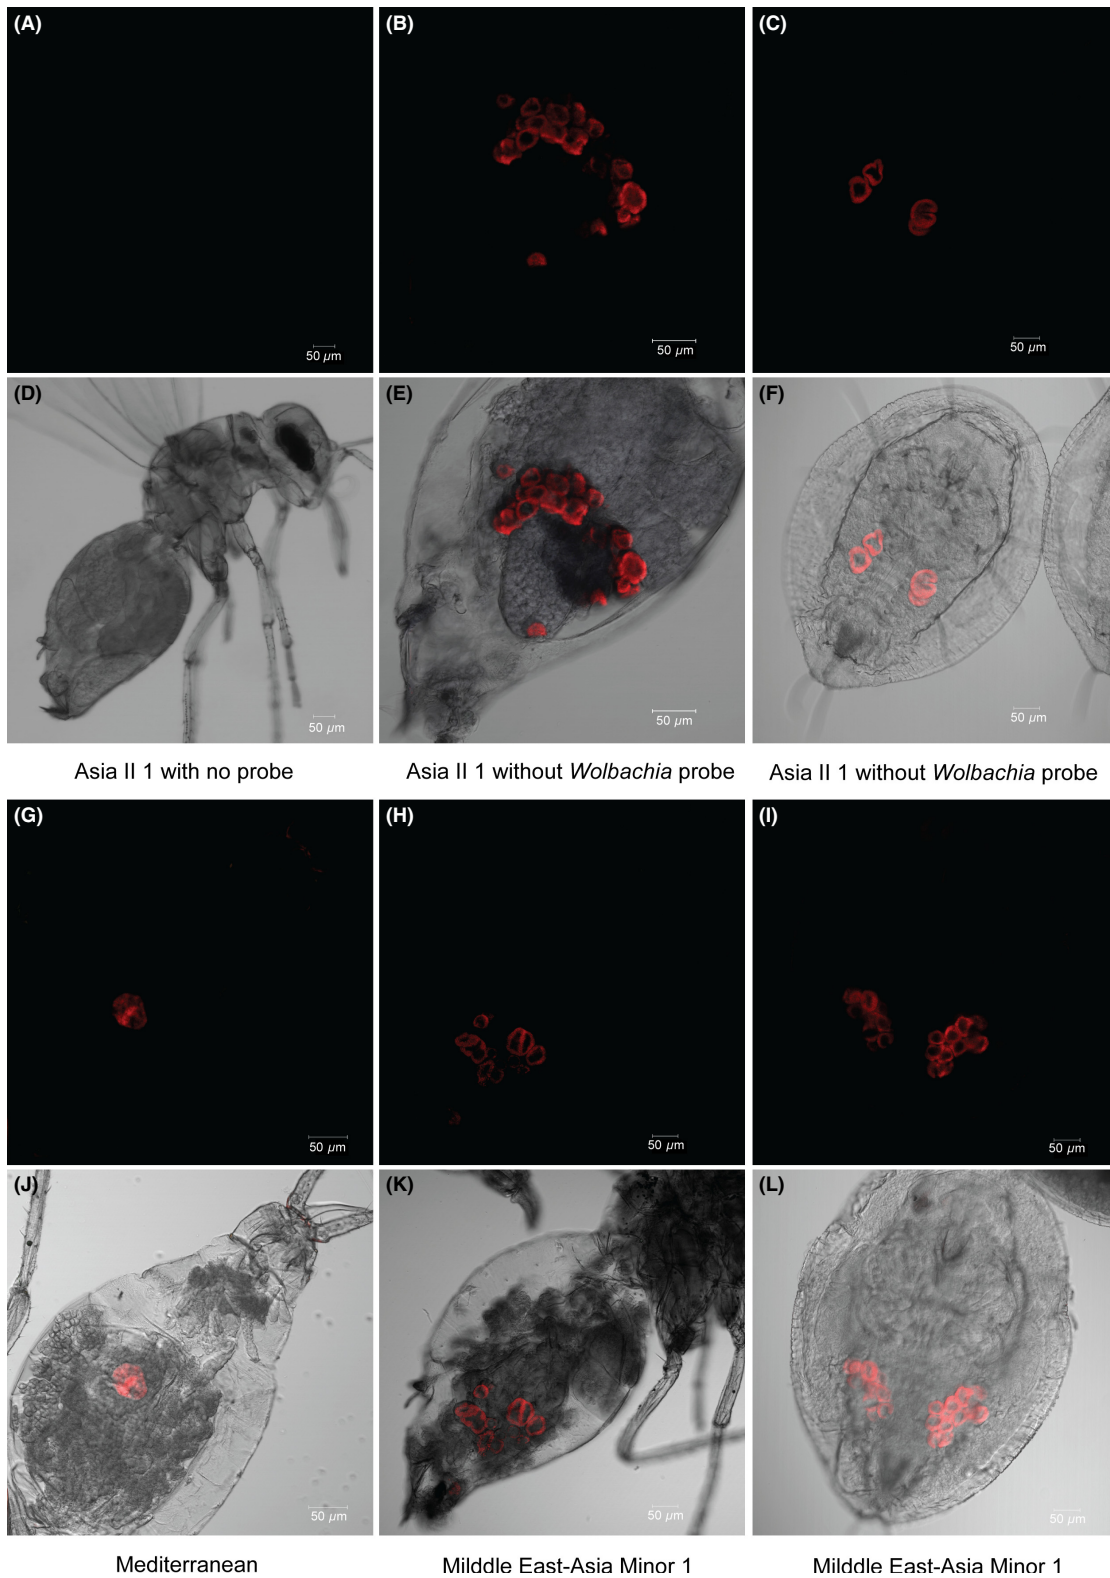 (A)
(B)
(C)
50 µm
50 µm
50 µm
(D)
(E)
(F)
50 µm
50 µm
50 µm
Asia II 1 with no probe
Asia II 1 without Wolbachia probe
Asia II 1 without Wolbachia probe
(G)
(H)
(I)
50 µm
50 µm
50 µm
(J)
(K)
(L)
50 µm
50 µm
50 µm
Mediterranean
Milddle East-Asia Minor 1
Milddle East-Asia Minor 1